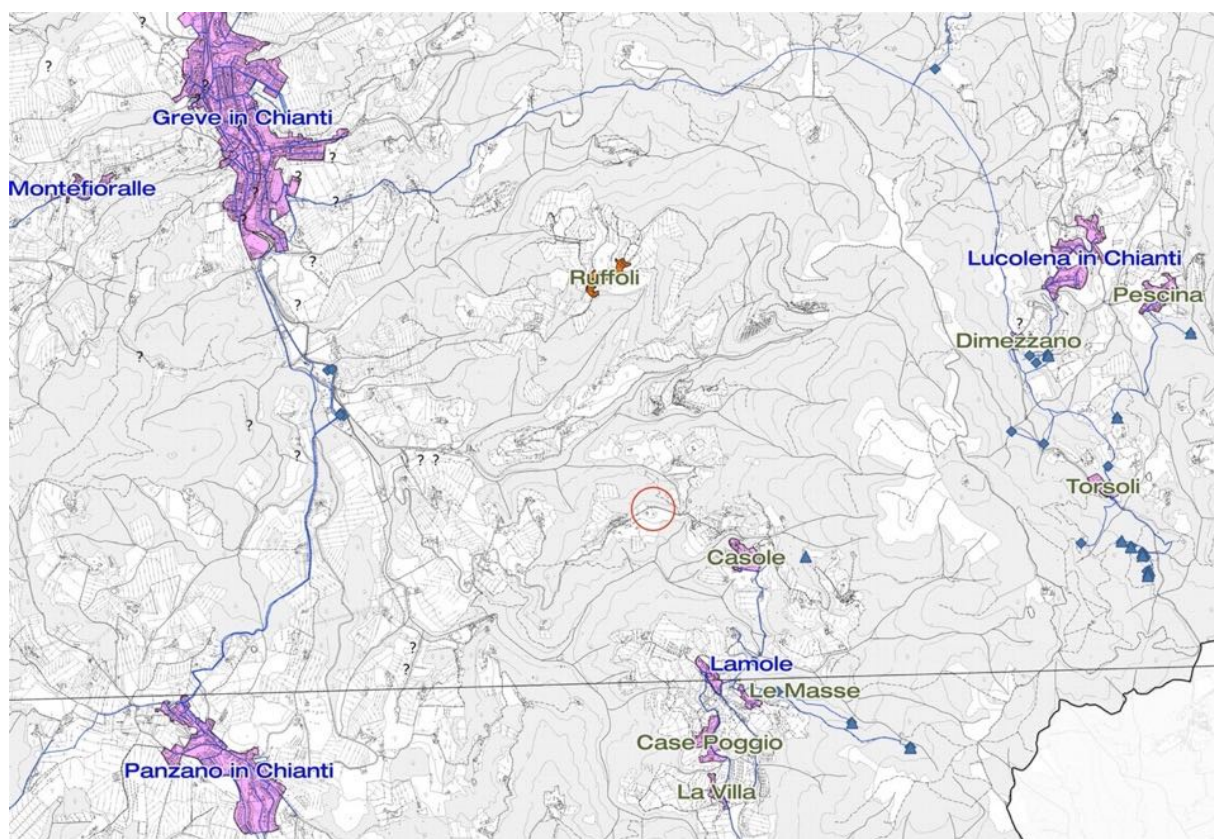 ?
?
?
?
Greve in Chianti
?
?
Montefioralle
?
?
?
?
Lucolena in Chianti
Ruffoli
Pescina
?
?
Dimezzano
?
?
?
? ?
Torsoli
Casole
?
Lamole
?
Le Masse
Case Poggio
Panzano in Chianti
La Villa